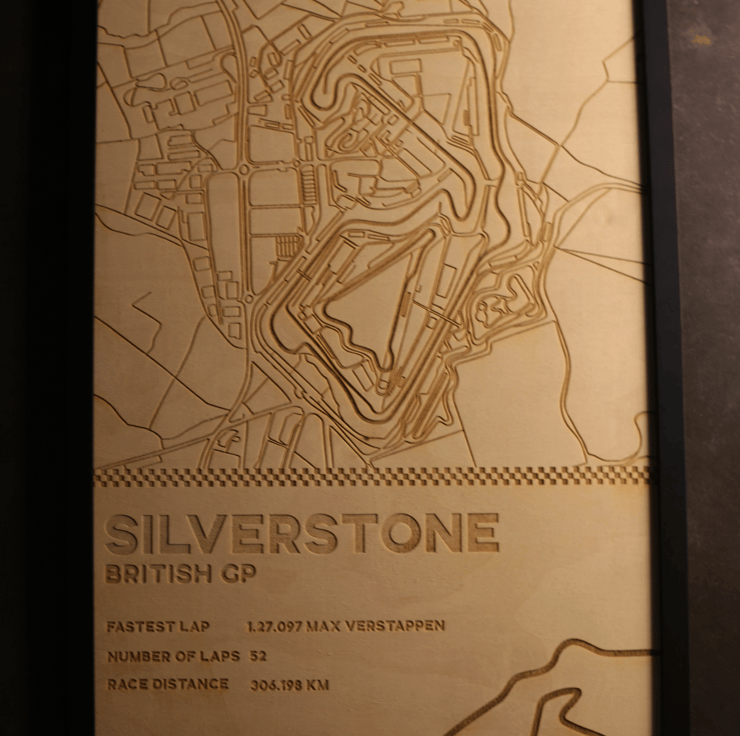 SILVERSTONE
BRITISH GP
FASTEST LAP 1.27.097 MAX VERSTAPPEN
NUMBER OF LAPS 52
RACE DISTANCE 306.198 KM